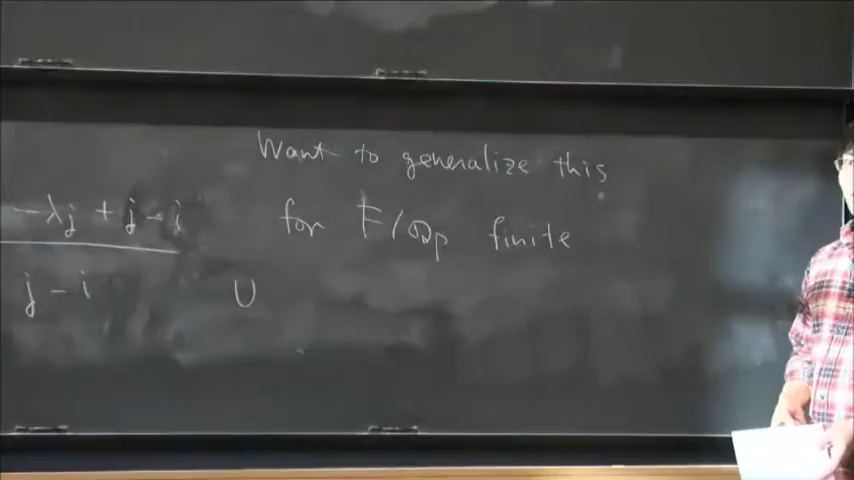 Want to generalize this
for F/Qp finite
- λj + j - i
j - i
U